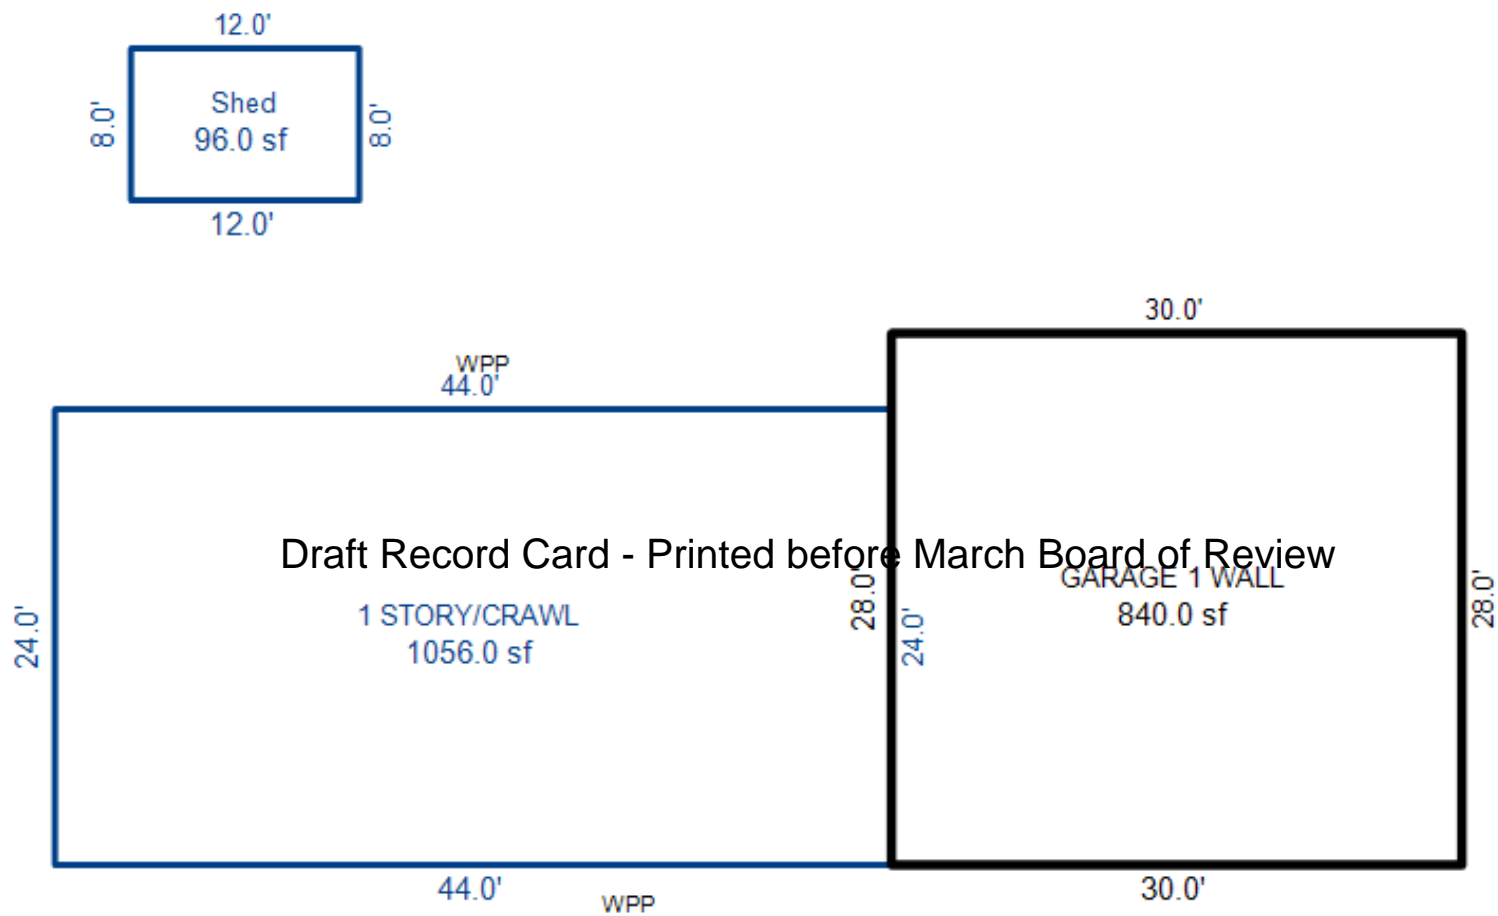 12.0'
8.0'
Shed
96.0 sf
8.0'
12.0'
30.0'
WPP
44.0'
Draft Record Card - Printed before March Board of Review
24.0'
1 STORY/CRAWL
1056.0 sf
28.0'
24.0'
GARAGE 1 WALL
840.0 sf
28.0'
44.0'
WPP
30.0'